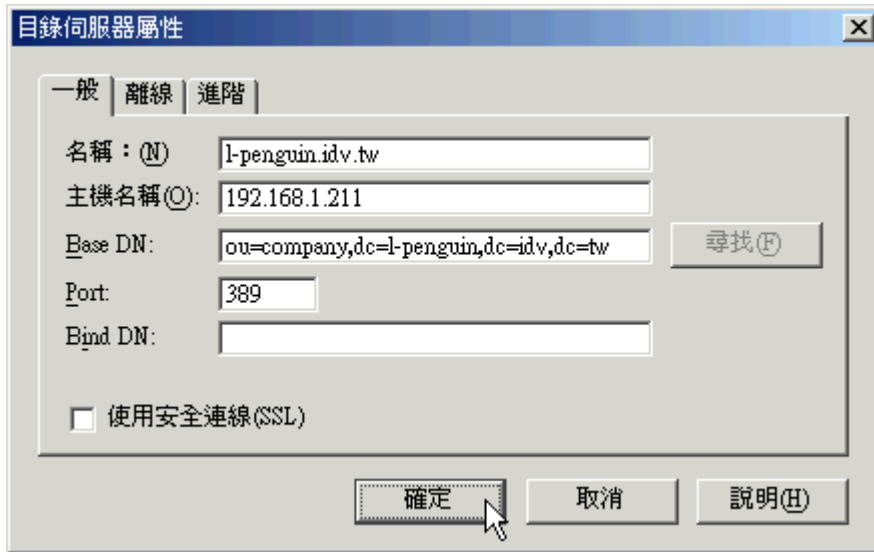 目錄伺服器屬性
一般 離線 進階
名稱：(N) l-penguin.idv.tw
主機名稱(O): 192.168.1.211
Base DN: ou=company,dc=l-penguin,dc=idv,dc=tw 尋找(F)
Port: 389
Bind DN:
使用安全連線(SSL)
確定 取消 說明(H)